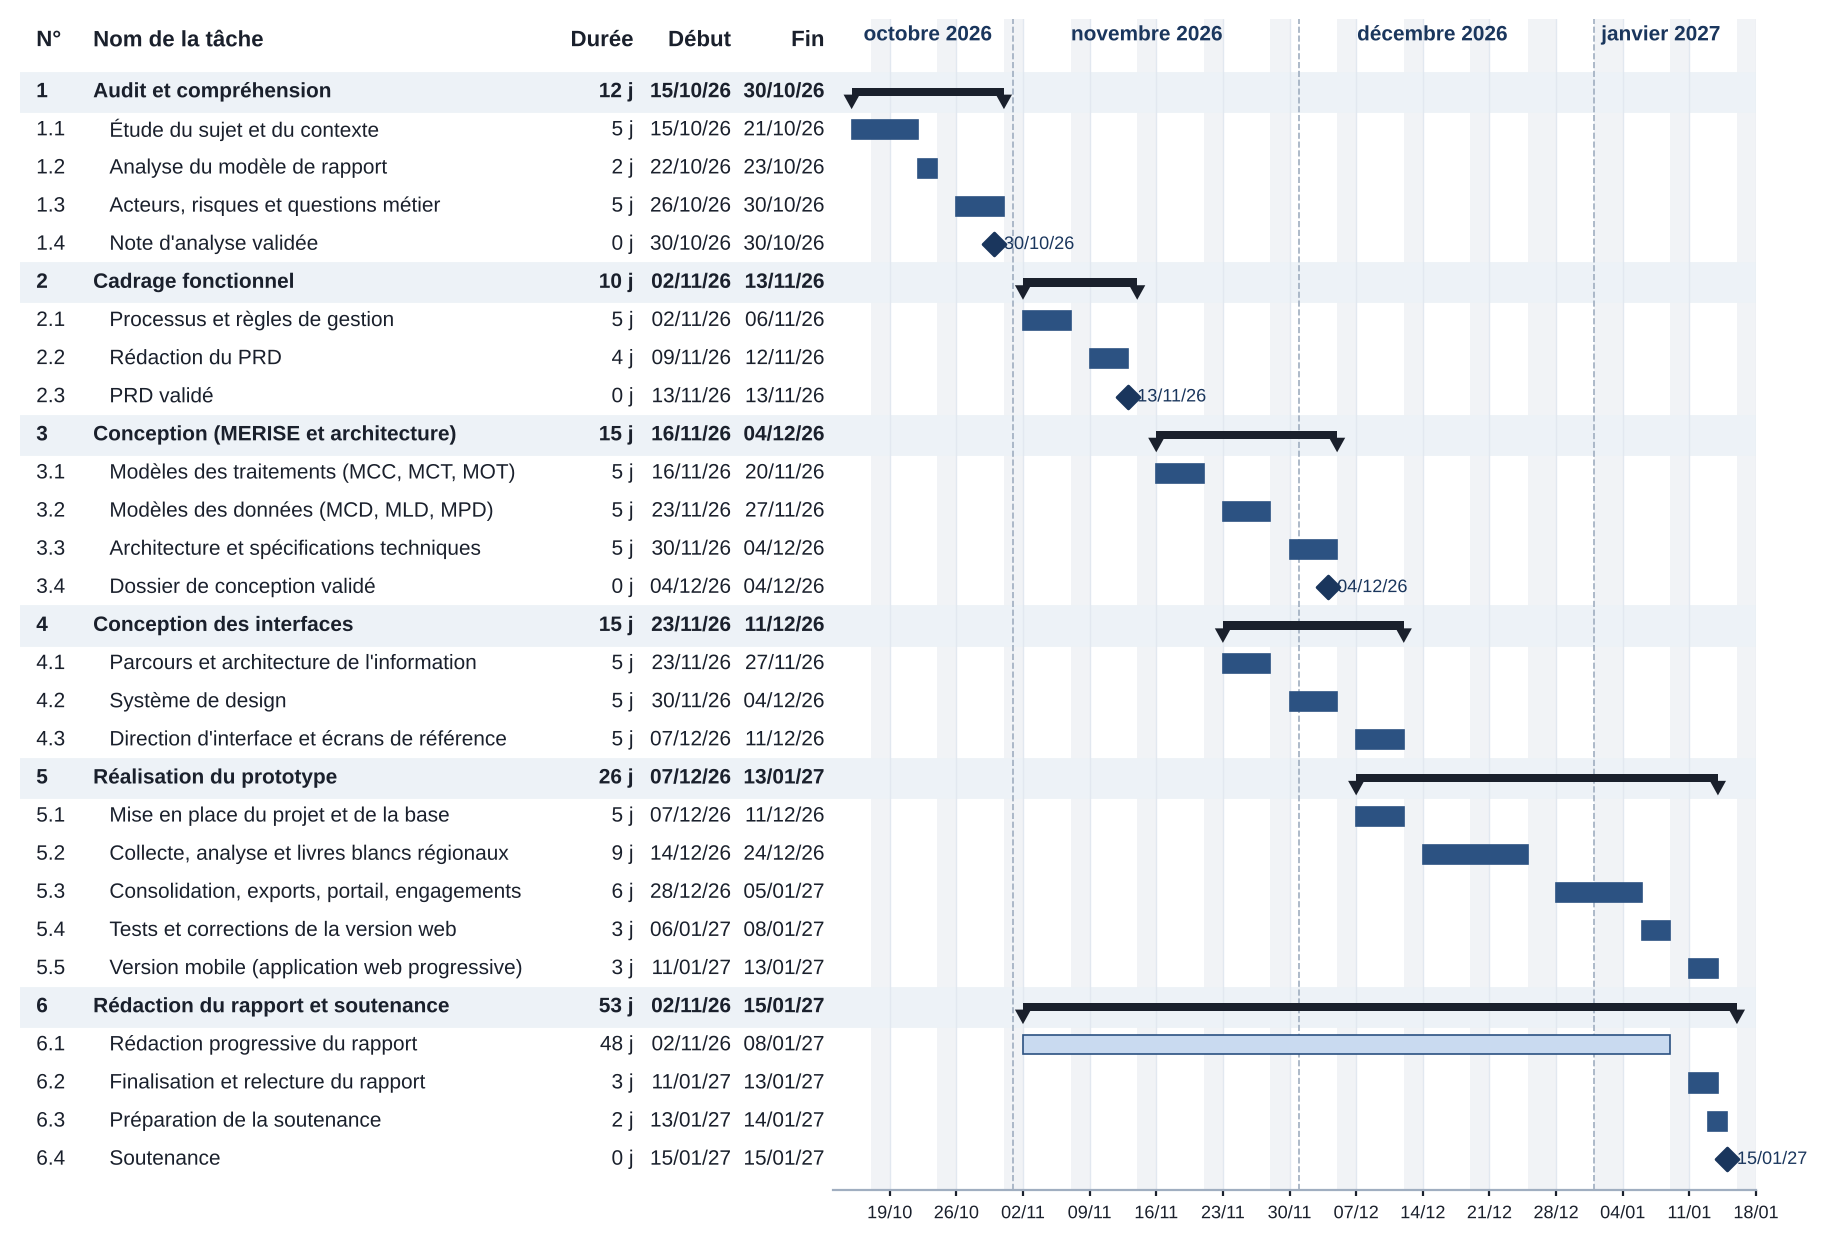 N° Nom de la tâche Durée Début Fin octobre 2026 novembre 2026 décembre 2026 janvier 2027
1 Audit et compréhension 12 j 15/10/26 30/10/26
1.1 Étude du sujet et du contexte 5 j 15/10/26 21/10/26
1.2 Analyse du modèle de rapport 2 j 22/10/26 23/10/26
1.3 Acteurs, risques et questions métier 5 j 26/10/26 30/10/26
1.4 Note d'analyse validée 0 j 30/10/26 30/10/26 30/10/26
2 Cadrage fonctionnel 10 j 02/11/26 13/11/26
2.1 Processus et règles de gestion 5 j 02/11/26 06/11/26
2.2 Rédaction du PRD 4 j 09/11/26 12/11/26
2.3 PRD validé 0 j 13/11/26 13/11/26 13/11/26
3 Conception (MERISE et architecture) 15 j 16/11/26 04/12/26
3.1 Modèles des traitements (MCC, MCT, MOT) 5 j 16/11/26 20/11/26
3.2 Modèles des données (MCD, MLD, MPD) 5 j 23/11/26 27/11/26
3.3 Architecture et spécifications techniques 5 j 30/11/26 04/12/26
3.4 Dossier de conception validé 0 j 04/12/26 04/12/26 04/12/26
4 Conception des interfaces 15 j 23/11/26 11/12/26
4.1 Parcours et architecture de l'information 5 j 23/11/26 27/11/26
4.2 Système de design 5 j 30/11/26 04/12/26
4.3 Direction d'interface et écrans de référence 5 j 07/12/26 11/12/26
5 Réalisation du prototype 26 j 07/12/26 13/01/27
5.1 Mise en place du projet et de la base 5 j 07/12/26 11/12/26
5.2 Collecte, analyse et livres blancs régionaux 9 j 14/12/26 24/12/26
5.3 Consolidation, exports, portail, engagements 6 j 28/12/26 05/01/27
5.4 Tests et corrections de la version web 3 j 06/01/27 08/01/27
5.5 Version mobile (application web progressive) 3 j 11/01/27 13/01/27
6 Rédaction du rapport et soutenance 53 j 02/11/26 15/01/27
6.1 Rédaction progressive du rapport 48 j 02/11/26 08/01/27
6.2 Finalisation et relecture du rapport 3 j 11/01/27 13/01/27
6.3 Préparation de la soutenance 2 j 13/01/27 14/01/27
6.4 Soutenance 0 j 15/01/27 15/01/27 15/01/27
19/10 26/10 02/11 09/11 16/11 23/11 30/11 07/12 14/12 21/12 28/12 04/01 11/01 18/01